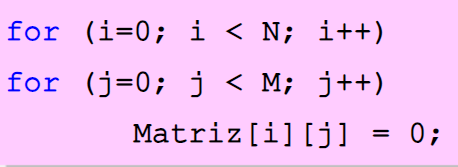 for (i=0; i < N; i++)
for (j=0; j < M; j++)
Matriz[i][j] = 0;